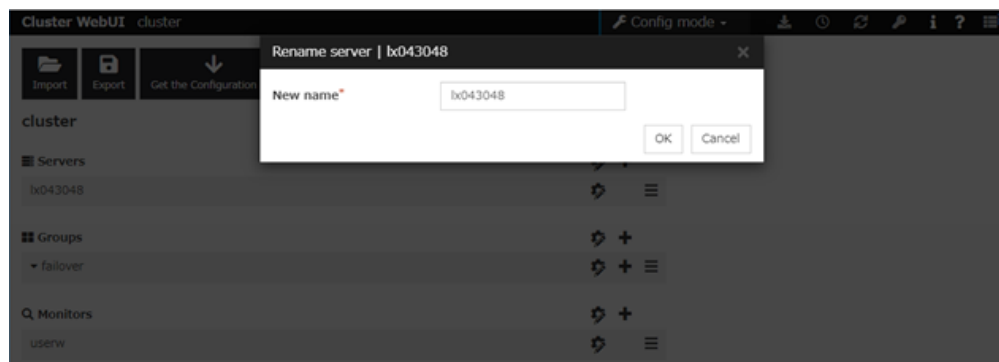 Cluster WebUI cluster Config mode
Rename server | lx043048
Import Export Get the Configuration
New name* lx043048
cluster
OK Cancel
Servers
lx043048
Groups
failover
Monitors
userw